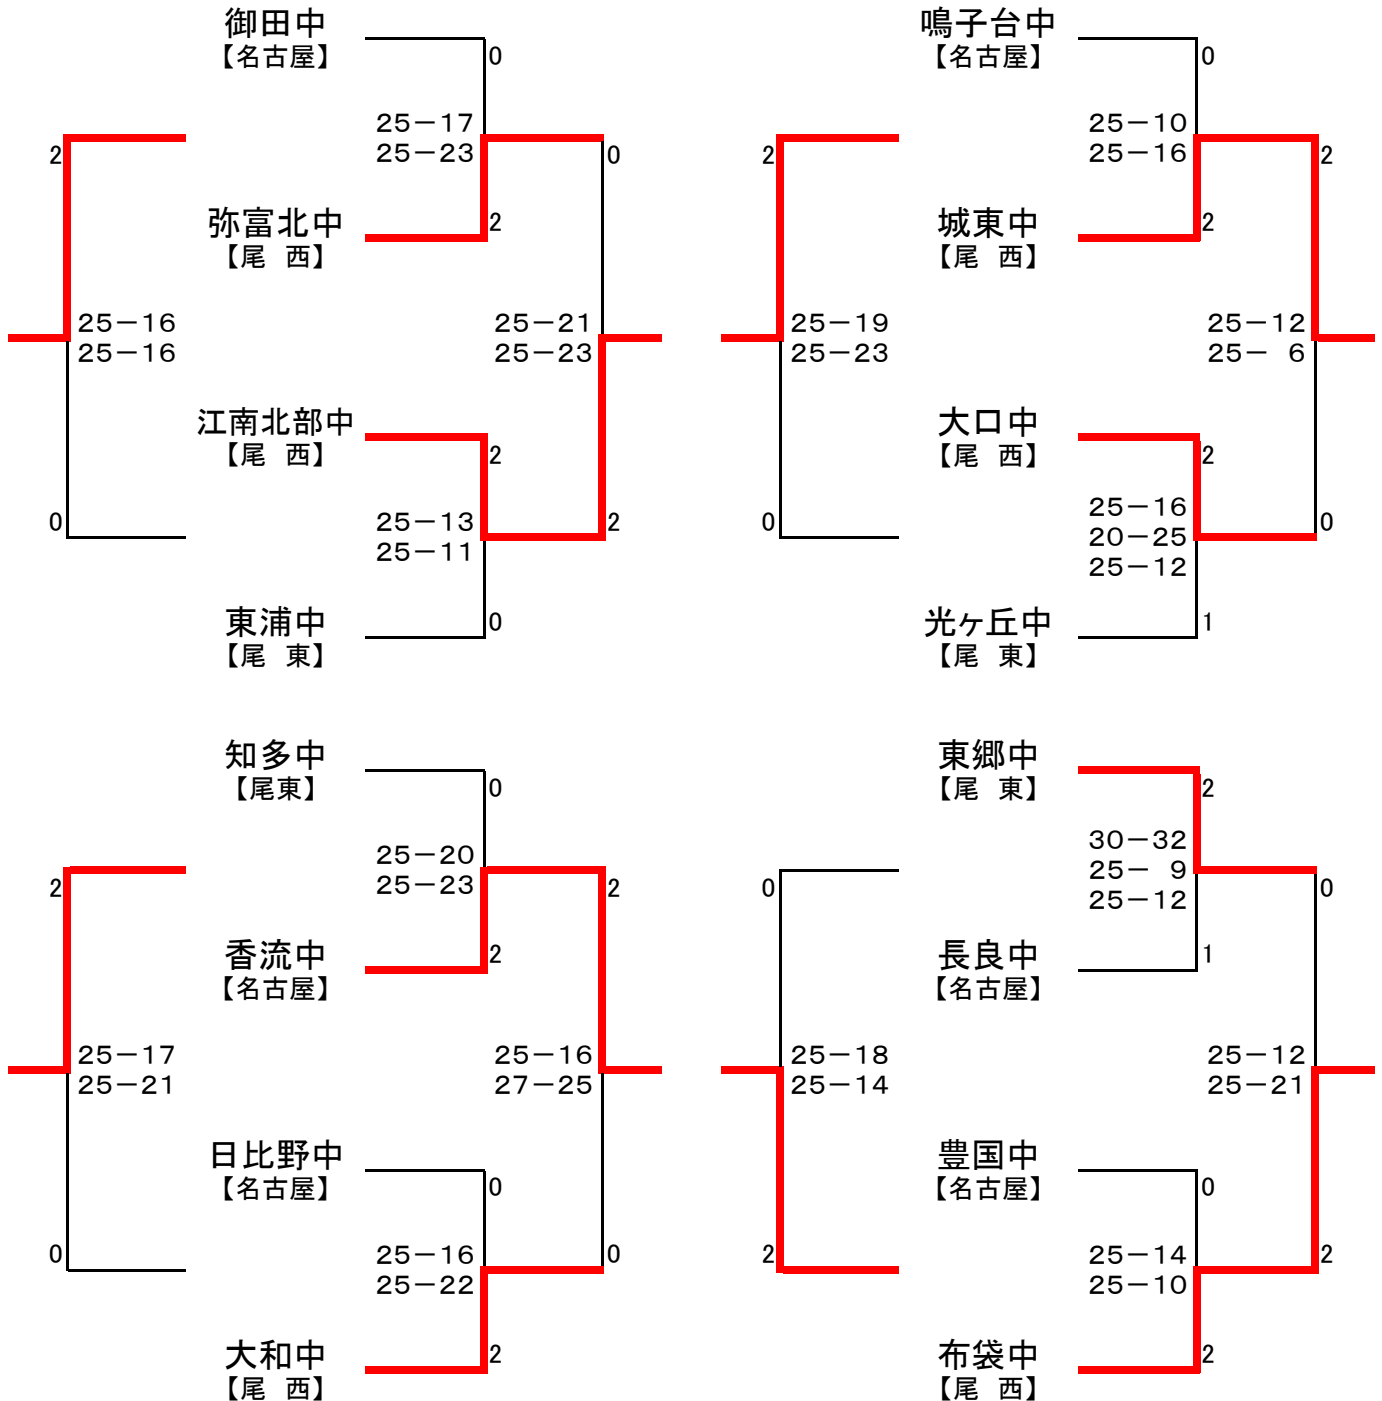 御田中
【名古屋】
0
25－17
25－23
2
0
2
弥富北中
【尾　西】
25－16
25－16
25－21
25－23
江南北部中
【尾　西】
2
25－13
25－11
0
2
東浦中
【尾　東】
0
鳴子台中
【名古屋】
0
25－10
25－16
2
2
城東中
【尾　西】
2
25－19
25－23
25－12
25－ 6
大口中
【尾　西】
2
25－16
20－25
25－12
0
0
光ヶ丘中
【尾　東】
1
知多中
【尾東】
0
25－20
25－23
2
2
香流中
【名古屋】
2
25－17
25－21
25－16
27－25
日比野中
【名古屋】
0
25－16
25－22
0
0
大和中
【尾　西】
2
東郷中
【尾　東】
2
30－32
25－ 9
25－12
0
0
長良中
【名古屋】
1
25－18
25－14
25－12
25－21
豊国中
【名古屋】
0
25－14
25－10
2
2
布袋中
【尾　西】
2